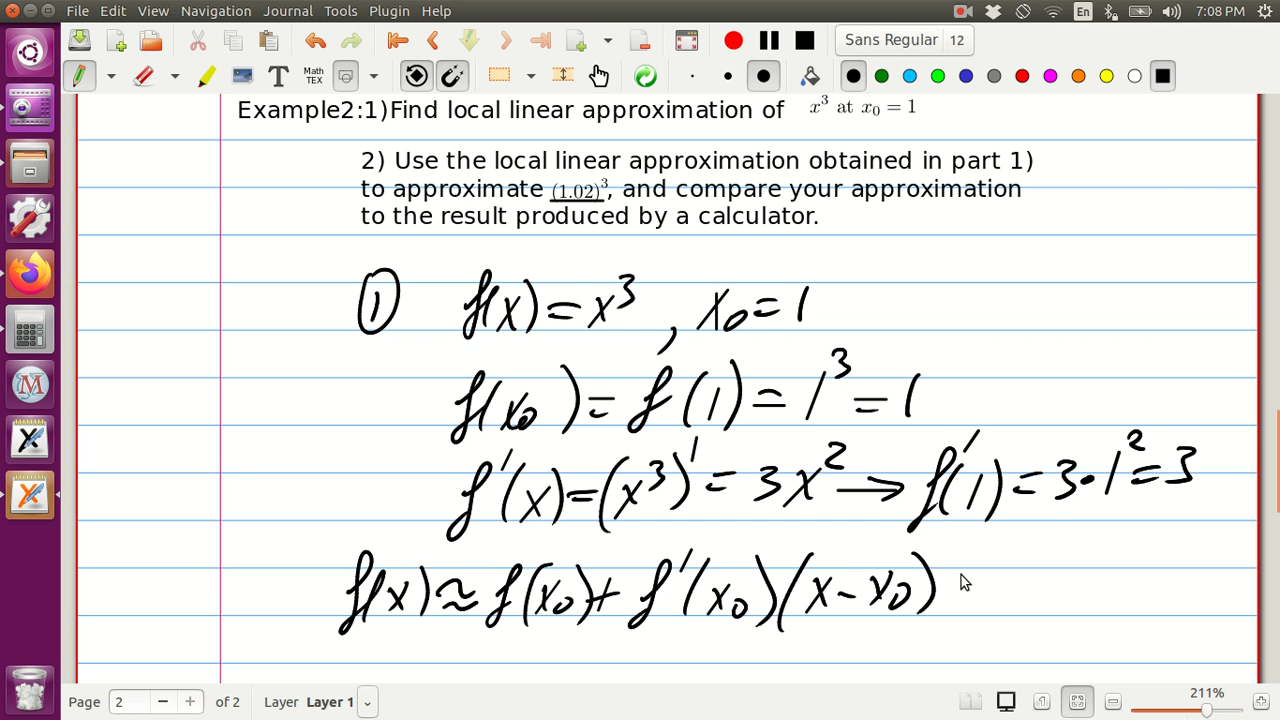 File Edit View Navigation Journal Tools Plugin Help En 7:08 PM
Sans Regular 12
Math
TEX
Example2:1)Find local linear approximation of x³ at x₀ = 1
2) Use the local linear approximation obtained in part 1)
to approximate (1.02)³, and compare your approximation
to the result produced by a calculator.
① f(x) = x³ , x₀ = 1
f(x₀) = f(1) = 1³ = 1
f'(x) = (x³)' = 3x² → f'(1) = 3·1² = 3
f(x) ≈ f(x₀) + f'(x₀)(x - x₀)
Page 2 of 2 Layer Layer 1 211%